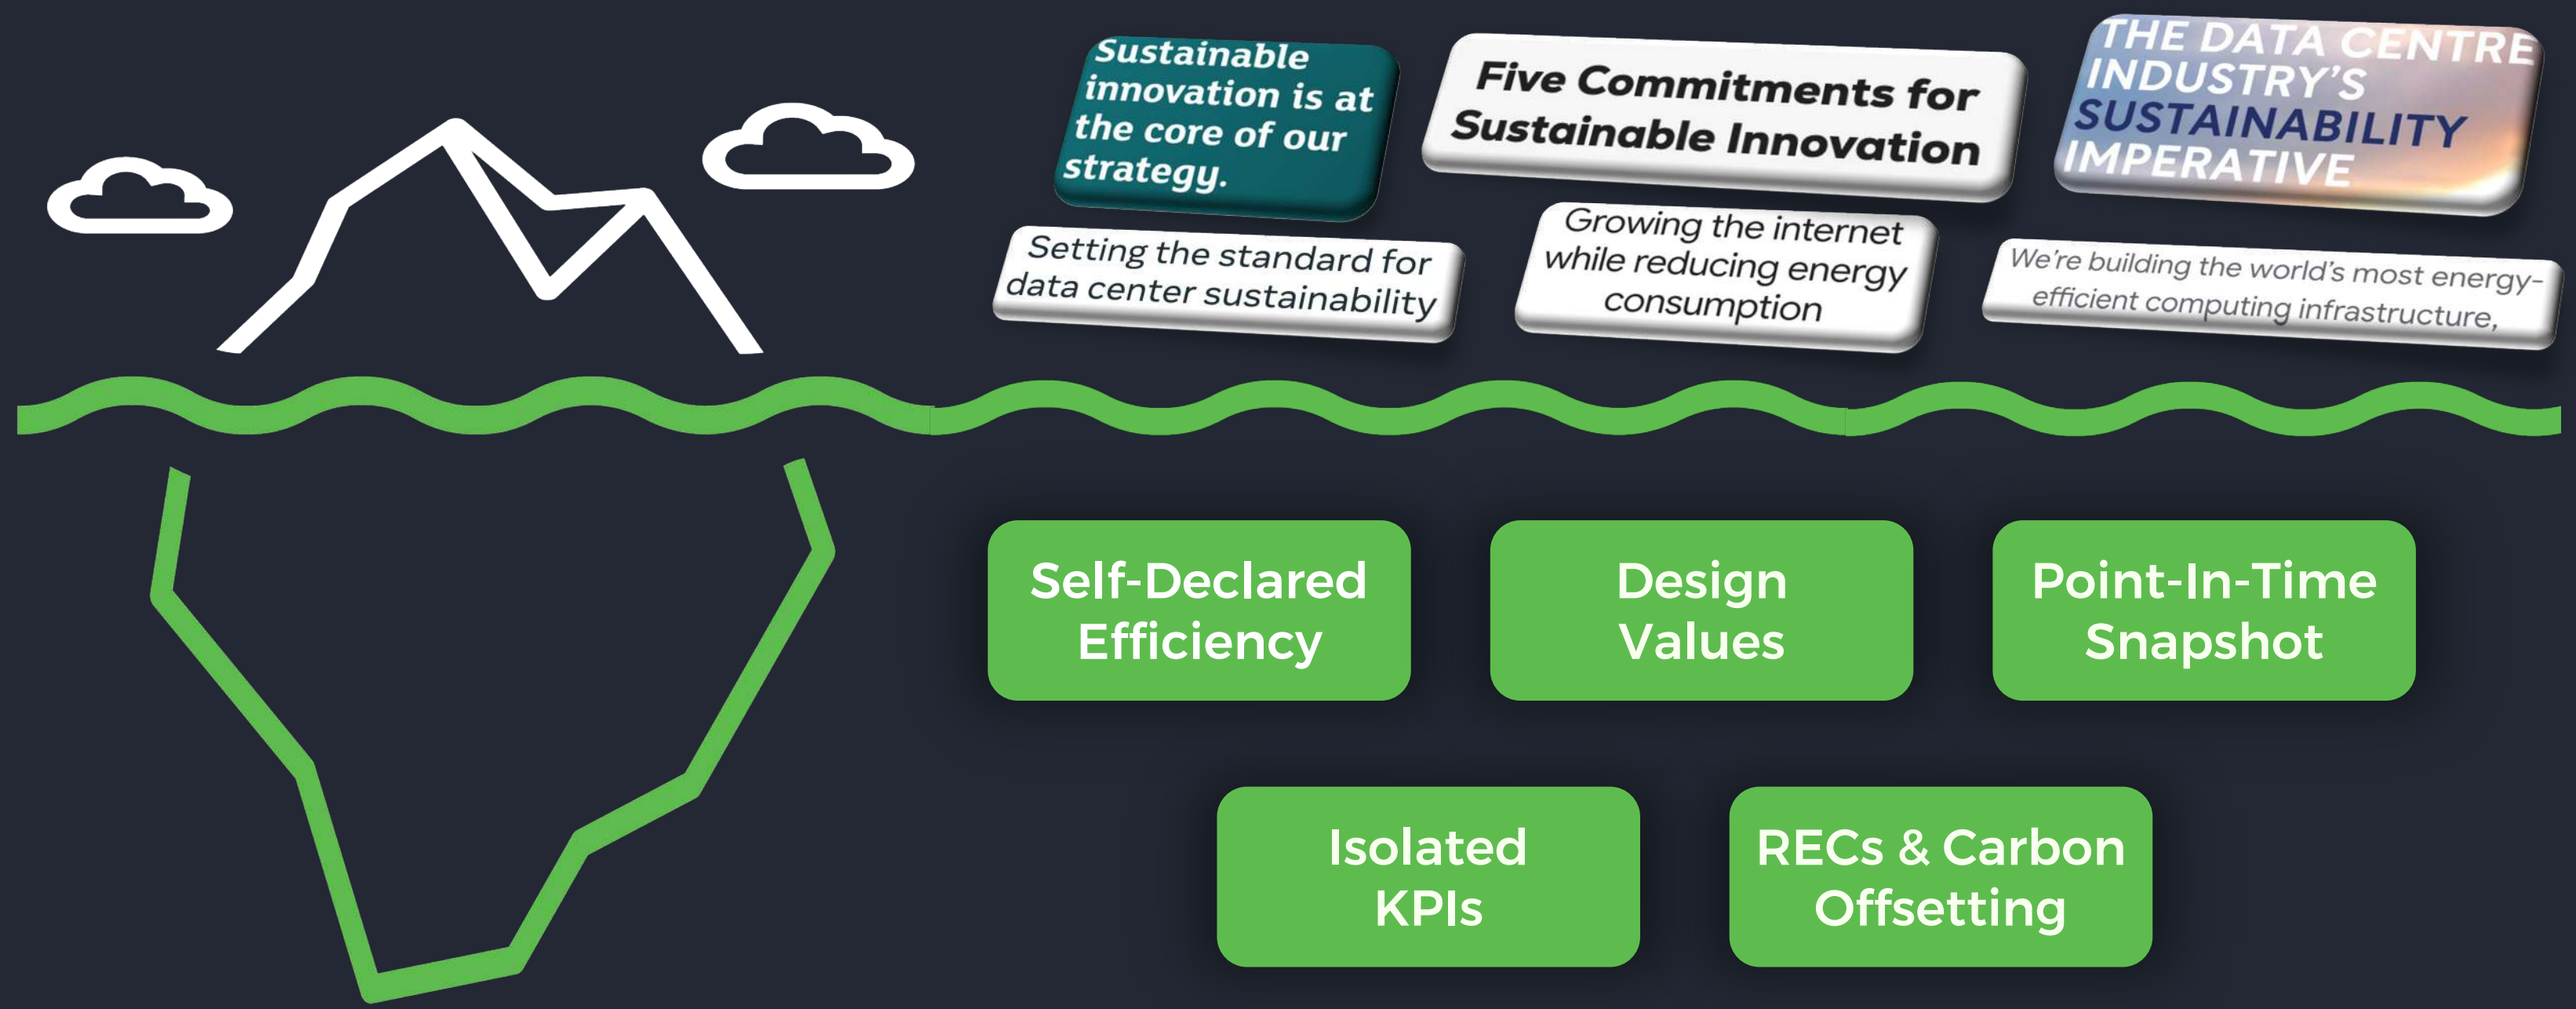 Sustainable
innovation is at
the core of our
strategy.
Five Commitments for
Sustainable Innovation
THE DATA CENTRE
INDUSTRY'S
SUSTAINABILITY
IMPERATIVE
Setting the standard for
data center sustainability
Growing the internet
while reducing energy
consumption
We're building the world's most energy-
efficient computing infrastructure,
Self-Declared
Efficiency
Design
Values
Point-In-Time
Snapshot
Isolated
KPIs
RECs & Carbon
Offsetting